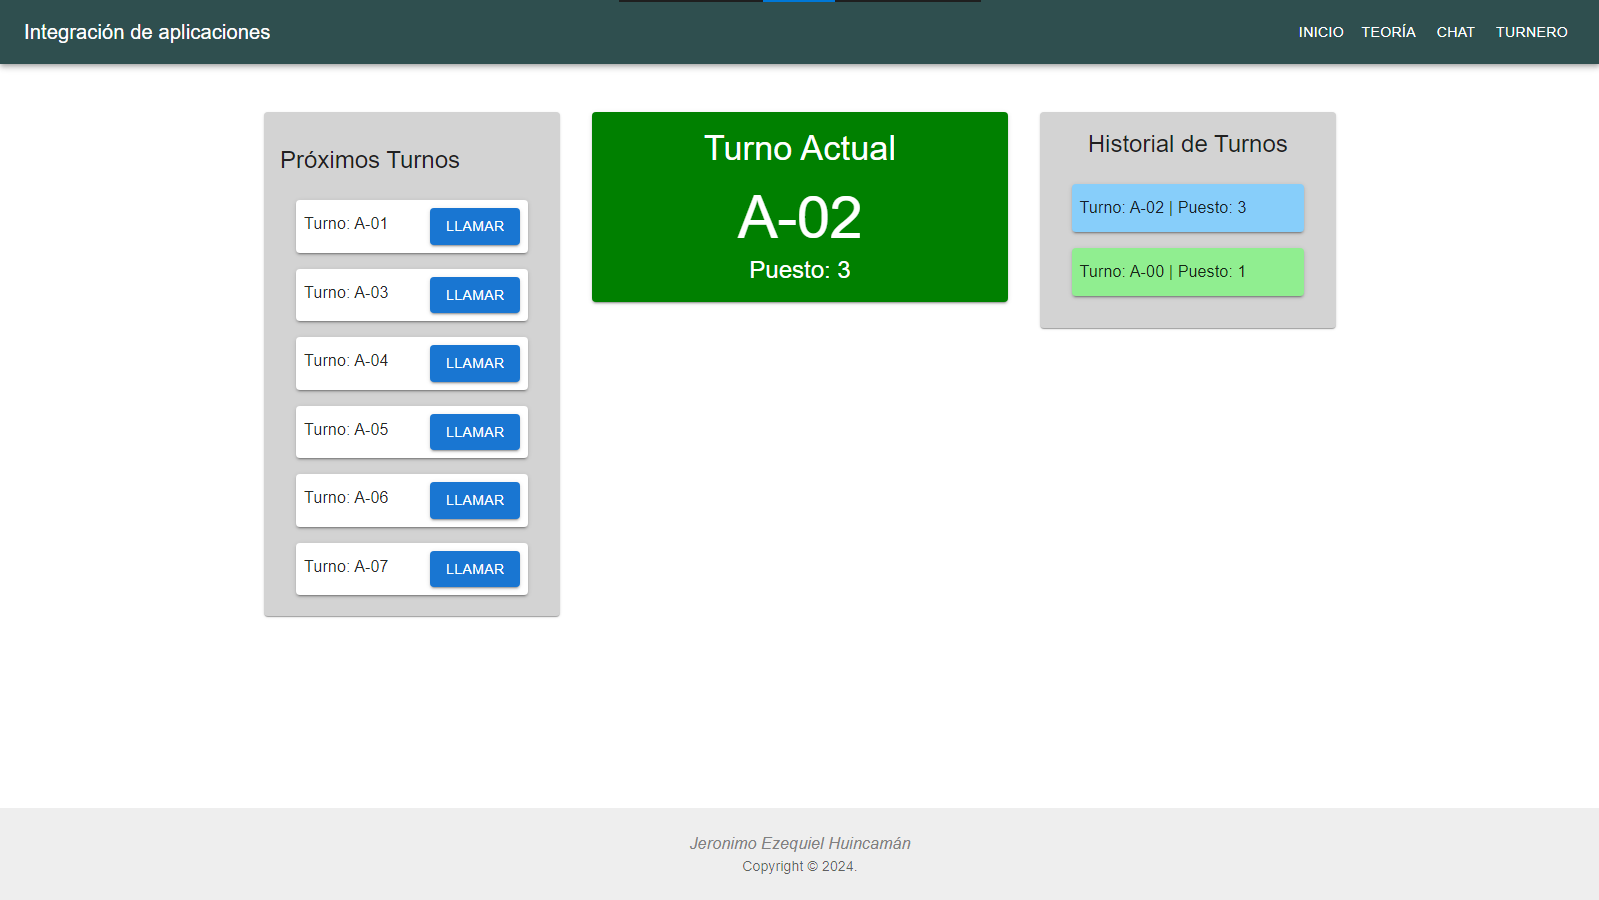 Integración de aplicaciones
INICIO TEORÍA CHAT TURNERO
Próximos Turnos
Turno: A-01 LLAMAR
Turno: A-03 LLAMAR
Turno: A-04 LLAMAR
Turno: A-05 LLAMAR
Turno: A-06 LLAMAR
Turno: A-07 LLAMAR
Turno Actual
A-02
Puesto: 3
Historial de Turnos
Turno: A-02 | Puesto: 3
Turno: A-00 | Puesto: 1
Jeronimo Ezequiel Huincamán
Copyright © 2024.